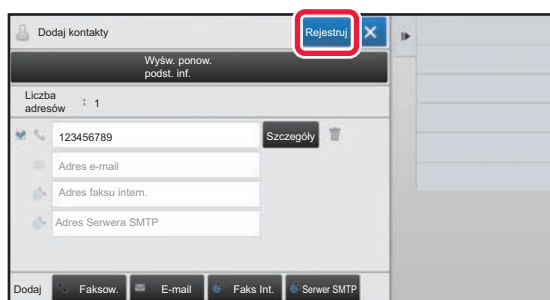 Dodaj kontakty
Rejestruj
Wyśw. ponow.
podst. inf.
Liczba
adresów : 1
123456789
Szczegóły
Adres e-mail
Adres faksu intern.
Adres Serwera SMTP
Dodaj
Faksow.
E-mail
Faks Int.
Serwer SMTP